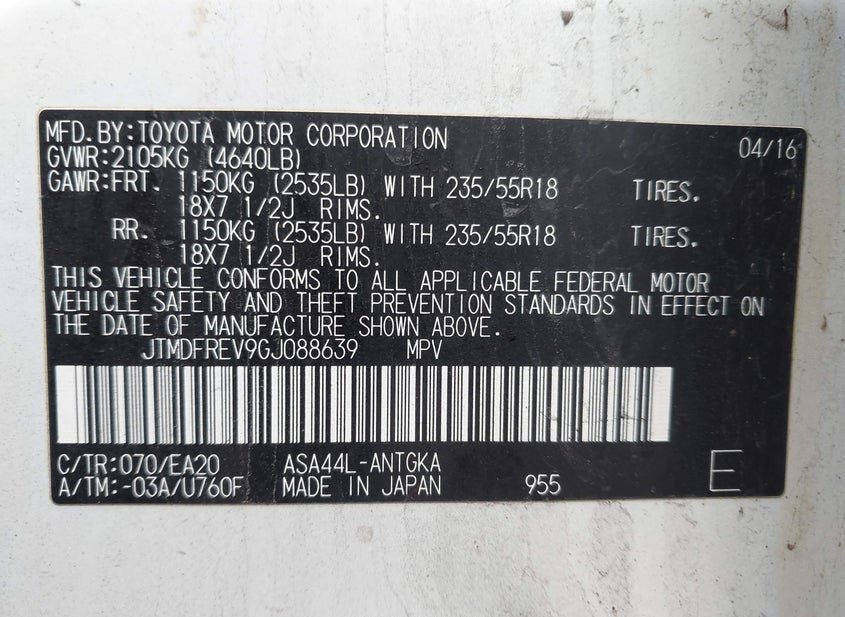 MFD.BY:TOYOTA MOTOR CORPORATION 04/16
GVWR:2105KG (4640LB)
GAWR:FRT. 1150KG (2535LB) WITH 235/55R18 TIRES.
18X7 1/2J RIMS.
RR. 1150KG (2535LB) WITH 235/55R18 TIRES.
18X7 1/2J RIMS.
THIS VEHICLE CONFORMS TO ALL APPLICABLE FEDERAL MOTOR
VEHICLE SAFETY AND THEFT PREVENTION STANDARDS IN EFFECT ON
THE DATE OF MANUFACTURE SHOWN ABOVE.
JTMDFREV9GJ088639 MPV
C/TR:070/EA20 ASA44L-ANTGKA
A/TM:-03A/U760F MADE IN JAPAN 955 E